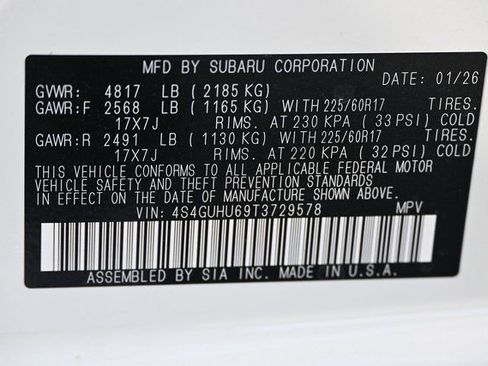 MFD BY SUBARU CORPORATION
DATE: 01/26
GVWR: 4817 LB (2185 KG)
GAWR:F 2568 LB (1165 KG) WITH 225/60R17 TIRES.
17X7J RIMS. AT 230 KPA (33 PSI) COLD
GAWR:R 2491 LB (1130 KG) WITH 225/60R17 TIRES.
17X7J RIMS. AT 220 KPA (32 PSI) COLD
THIS VEHICLE CONFORMS TO ALL APPLICABLE FEDERAL MOTOR
VEHICLE SAFETY AND THEFT PREVENTION STANDARDS
IN EFFECT ON THE DATE OF MANUFACTURE SHOWN ABOVE.
VIN: 4S4GUHU69T3729578 MPV
ASSEMBLED BY SIA INC. MADE IN U.S.A.